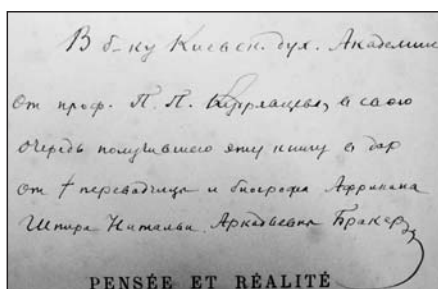 В б-ку Киевск. дух. Академии
От проф. П. П. Кудрявцева, в свою
очередь получившего эту книгу в дар
от † переводчицы и биографа Африкана
Шпира Натальи Аркадьевны Бракер
PENSÉE ET RÉALITÉ